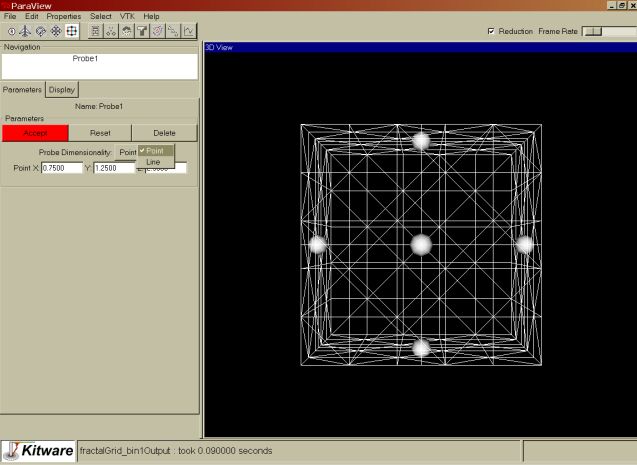 ParaView
File Edit Properties Select VTK Help
Reduction Frame Rate
Navigation
3D View
Probe1
Parameters Display
Name: Probe1
Parameters
Accept Reset Delete
Probe Dimensionality: Point
Point
Line
Point X: 0.7500 Y: 1.2500
Kitware fractalGrid_bin1Output : took 0.090000 seconds